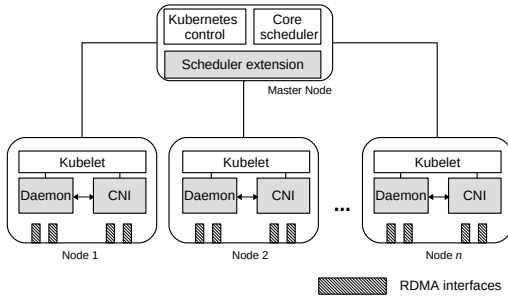 Kubernetes
control
Core
scheduler
Scheduler extension
Master Node
Kubelet
Daemon
CNI
Node 1
Kubelet
Daemon
CNI
Node 2
...
Kubelet
Daemon
CNI
Node n
RDMA interfaces